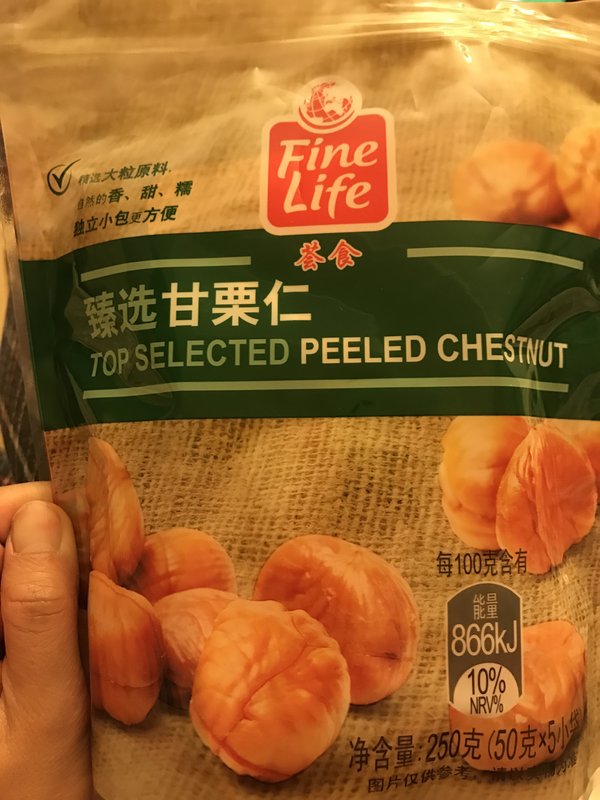 精选大粒原料,
自然的香、甜、糯
独立小包更方便
Fine
Life
荟食
臻选甘栗仁
TOP SELECTED PEELED CHESTNUT
每100克含有
能量
866kJ
10%
NRV%
净含量: 250克 (50克×5小袋
图片仅供参考,